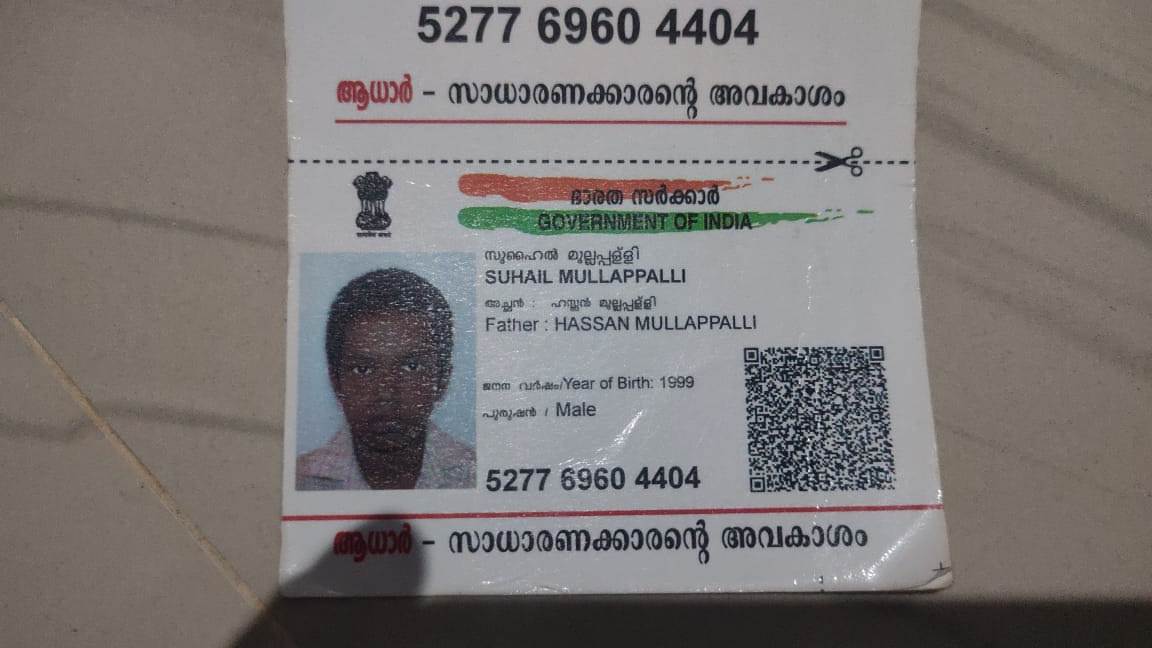 5277 6960 4404
ആധാർ - സാധാരണക്കാരന്റെ അവകാശം
ഭാരത സർക്കാർ
GOVERNMENT OF INDIA
സുഹൈൽ മുല്ലപ്പള്ളി
SUHAIL MULLAPPALLI
അച്ഛൻ : ഹസ്സൻ മുല്ലപ്പള്ളി
Father : HASSAN MULLAPPALLI
ജനന വർഷം/Year of Birth: 1999
പുരുഷൻ / Male
5277 6960 4404
ആധാർ - സാധാരണക്കാരന്റെ അവകാശം